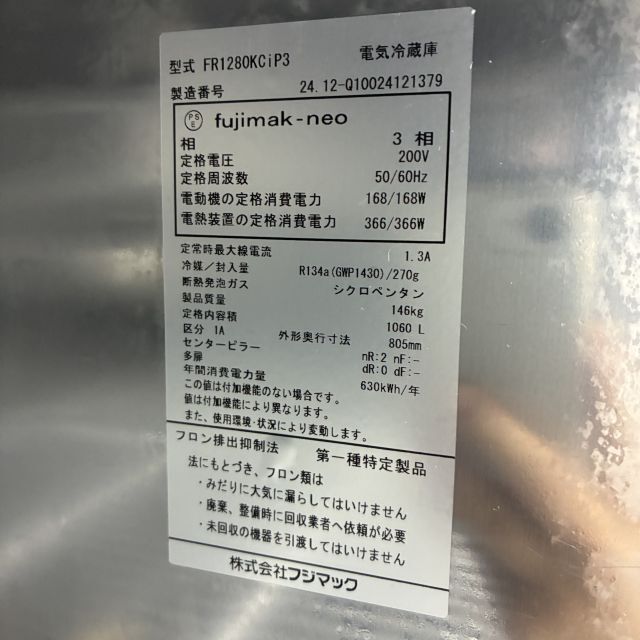 型式 FR1280KCiP3 電気冷蔵庫
製造番号 24.12-Q10024121379
PSE fujimak-neo
相 3 相
定格電圧 200V
定格周波数 50/60Hz
電動機の定格消費電力 168/168W
電熱装置の定格消費電力 366/366W
定常時最大線電流 1.3A
冷媒/封入量 R134a(GWP1430)/270g
断熱発泡ガス シクロペンタン
製品質量 146kg
定格内容積 1060 L
区分 1A 外形奥行寸法 805mm
センターピラー nR:2 nF:-
多扉 dR:0 dF:-
年間消費電力量 630kWh/年
この値は付加機能のない場合です。
値は付加機能により異なります。
また、使用環境・状況により変動します。
フロン排出抑制法 第一種特定製品
法にもとづき、フロン類は
・みだりに大気に漏らしてはいけません
・廃棄、整備時に回収業者へ依頼が必要
・未回収の機器を引渡してはいけません
株式会社フジマック